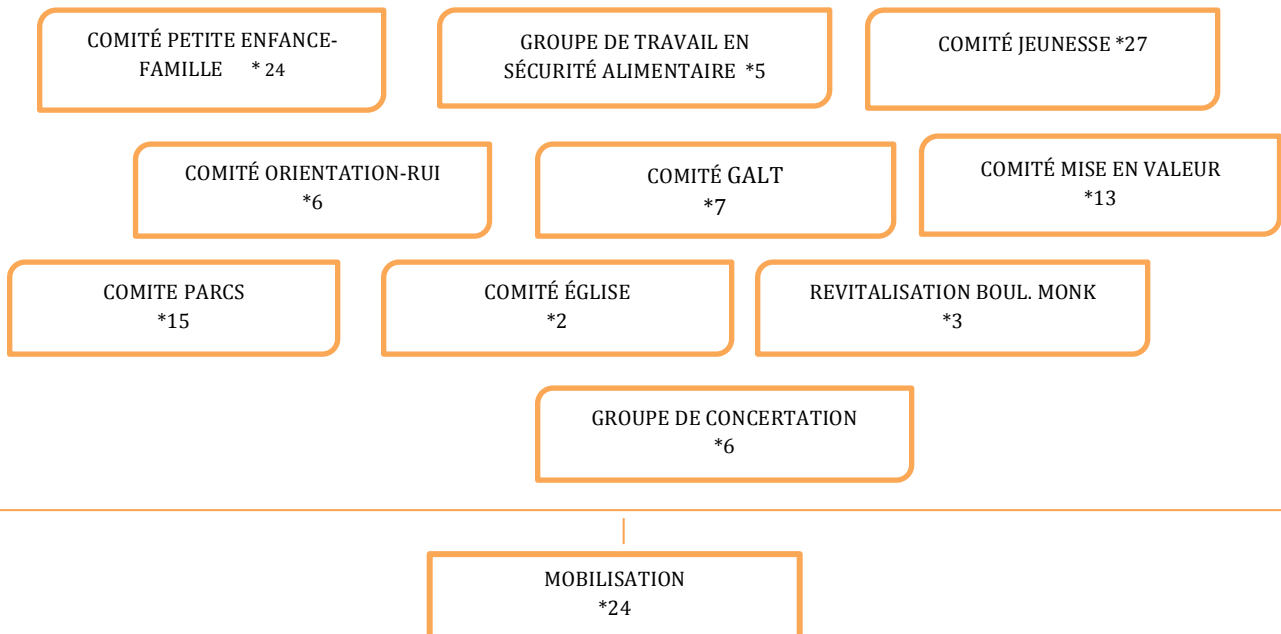 COMITÉ PETITE ENFANCE-
FAMILLE * 24
GROUPE DE TRAVAIL EN
SÉCURITÉ ALIMENTAIRE *5
COMITÉ JEUNESSE *27
COMITÉ ORIENTATION-RUI
*6
COMITÉ GALT
*7
COMITÉ MISE EN VALEUR
*13
COMITE PARCS
*15
COMITÉ ÉGLISE
*2
REVITALISATION BOUL. MONK
*3
GROUPE DE CONCERTATION
*6
MOBILISATION
*24